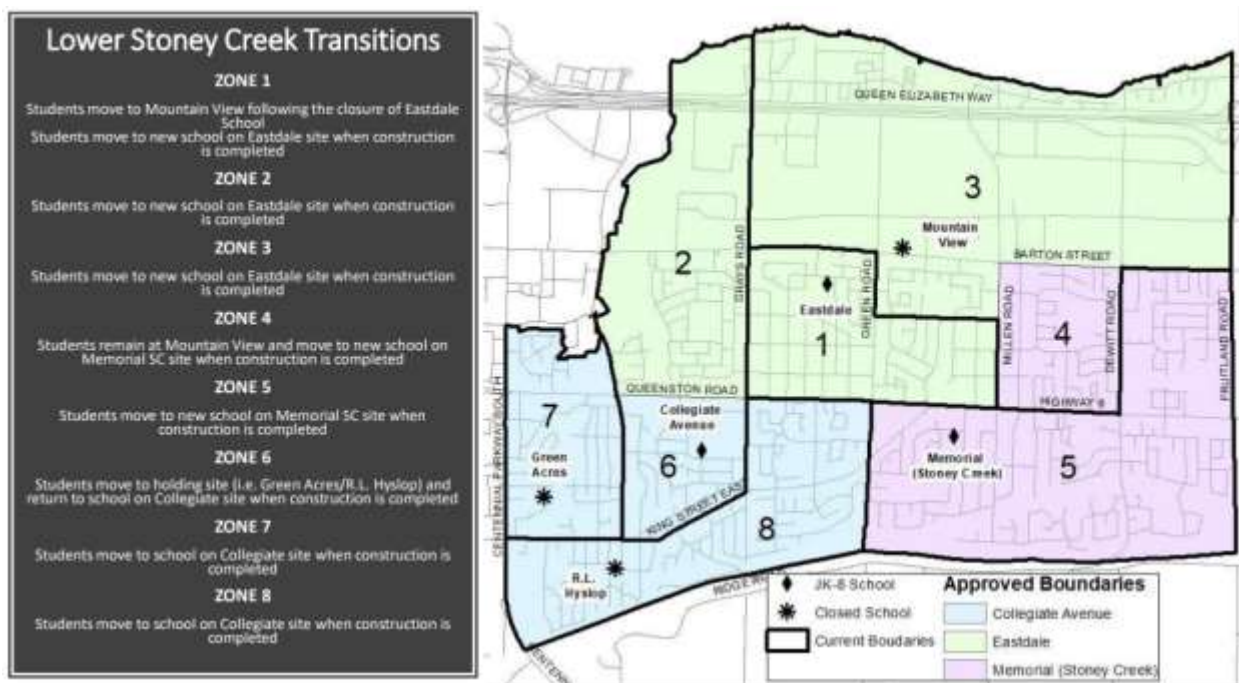 Lower Stoney Creek Transitions
ZONE 1
Students move to Mountain View following the closure of Eastdale
School
Students move to new school on Eastdale site when construction
is completed
ZONE 2
Students move to new school on Eastdale site when construction
is completed
ZONE 3
Students move to new school on Eastdale site when construction
is completed
ZONE 4
Students remain at Mountain View and move to new school on
Memorial SC site when construction is completed
ZONE 5
Students move to new school on Memorial SC site when
construction is completed
ZONE 6
Students move to holding site (i.e. Green Acres/R.L. Hyslop) and
return to school on Collegiate site when construction is completed
ZONE 7
Students move to school on Collegiate site when construction is
completed
ZONE 8
Students move to school on Collegiate site when construction is
completed
QUEEN ELIZABETH WAY
3
Mountain
View
BARTON STREET
2
GRAYS ROAD
Eastdale
GREEN ROAD
1
MILLEN ROAD
4
DEWITT ROAD
FRUITLAND ROAD
QUEENSTON ROAD
HIGHWAY 8
CENTENNIAL PARKWAY SOUTH
7
Green
Acres
Collegiate
Avenue
6
KING STREET EAST
Memorial
(Stoney Creek)
5
8
R.L.
Hyslop
JK-8 School
Closed School
Current Boudaries
Approved Boundaries
Collegiate Avenue
Eastdale
Memorial (Stoney Creek)